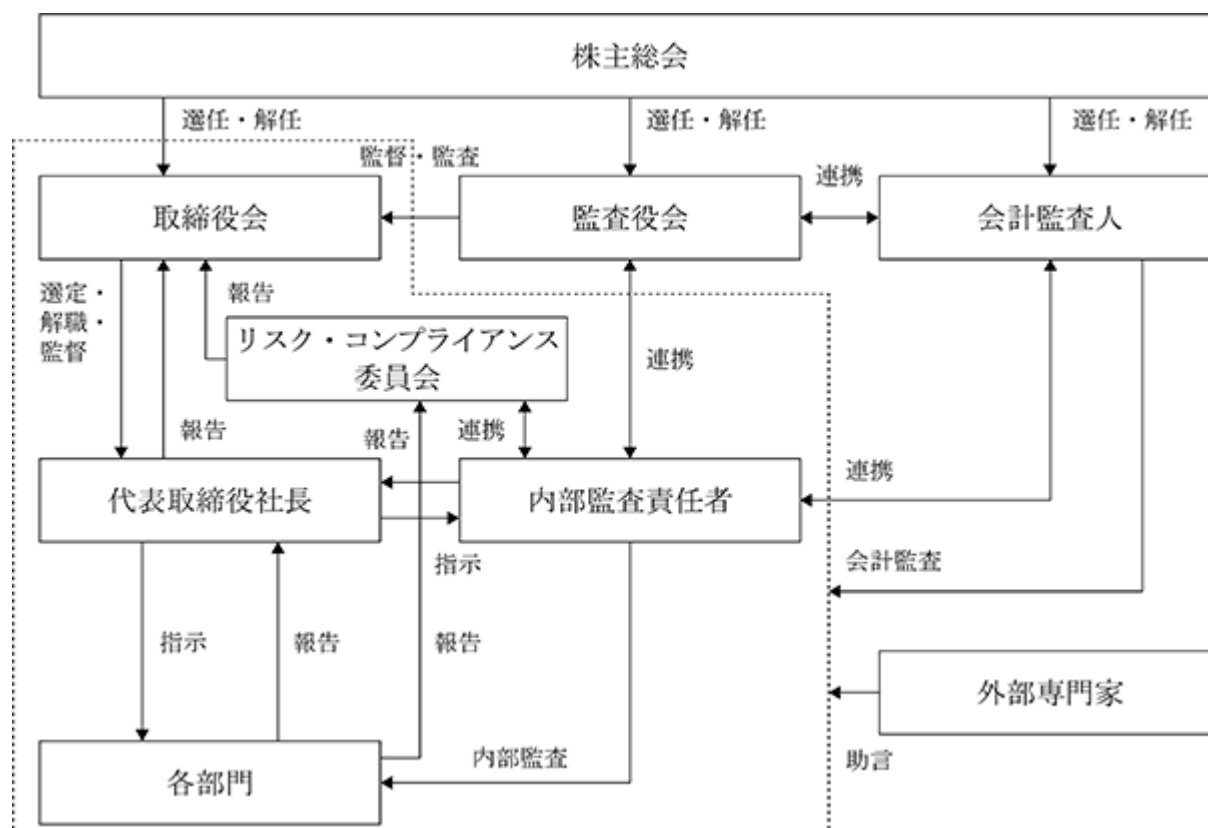 株主総会
選任・解任
選任・解任
選任・解任
監督・監査
連携
取締役会
監査役会
会計監査人
選定・
解職・
監督
報告
リスク・コンプライアンス
委員会
連携
報告
報告
連携
代表取締役社長
内部監査責任者
連携
指示
会計監査
指示
報告
報告
外部専門家
内部監査
助言
各部門